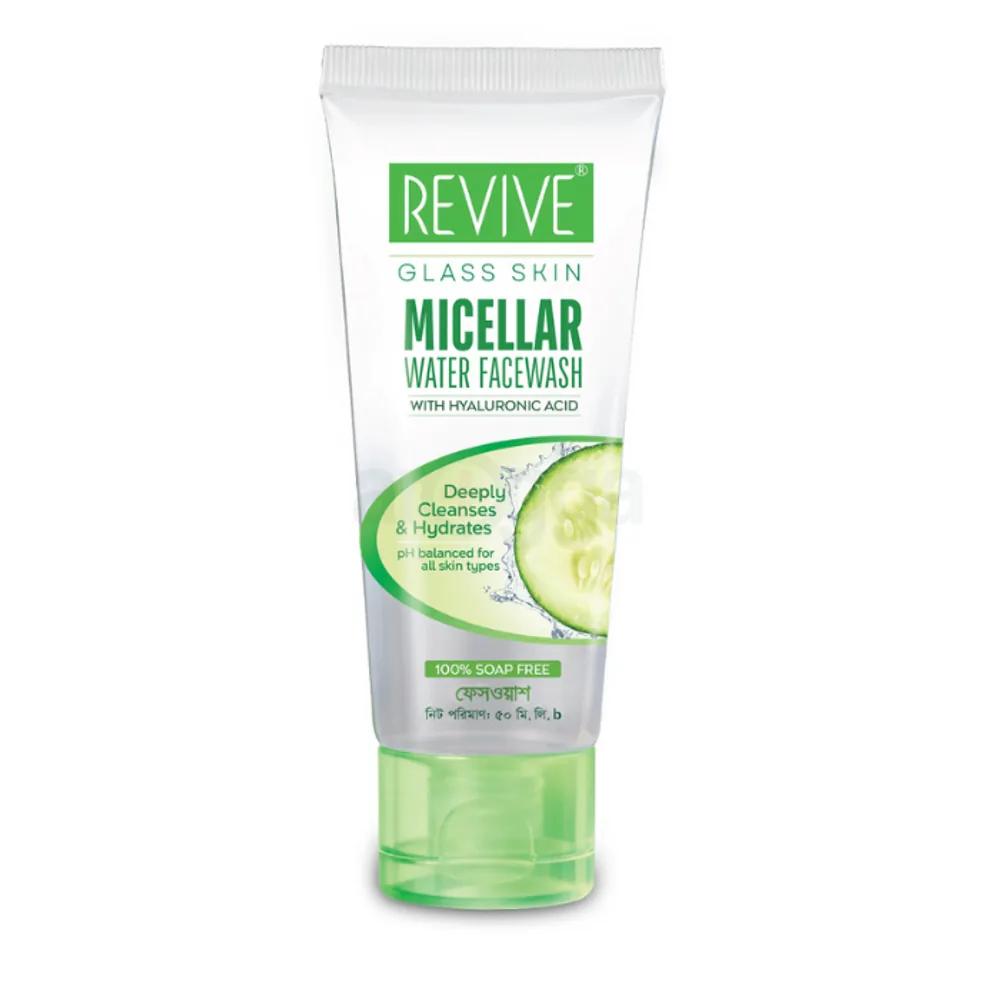 REVIVE®
GLASS SKIN
MICELLAR
WATER FACEWASH
WITH HYALURONIC ACID
Deeply
Cleanses
& Hydrates
pH balanced for
all skin types
100% SOAP FREE
ফেসওয়াশ
নিট পরিমাণ: ৫০ মি. লি. b